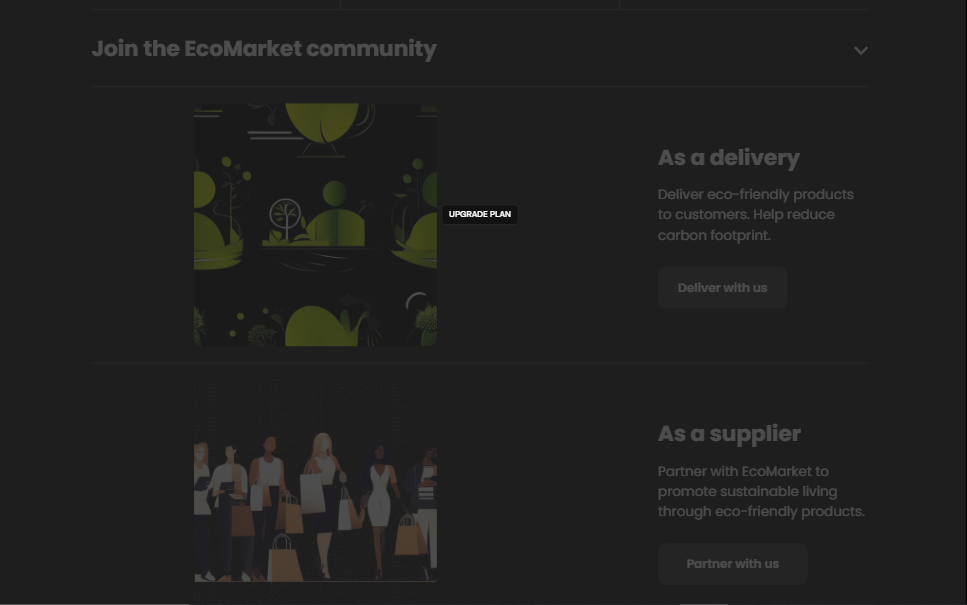 Join the EcoMarket community
As a delivery
Deliver eco-friendly products
to customers. Help reduce
carbon footprint.
UPGRADE PLAN
Deliver with us
As a supplier
Partner with EcoMarket to
promote sustainable living
through eco-friendly products.
Partner with us